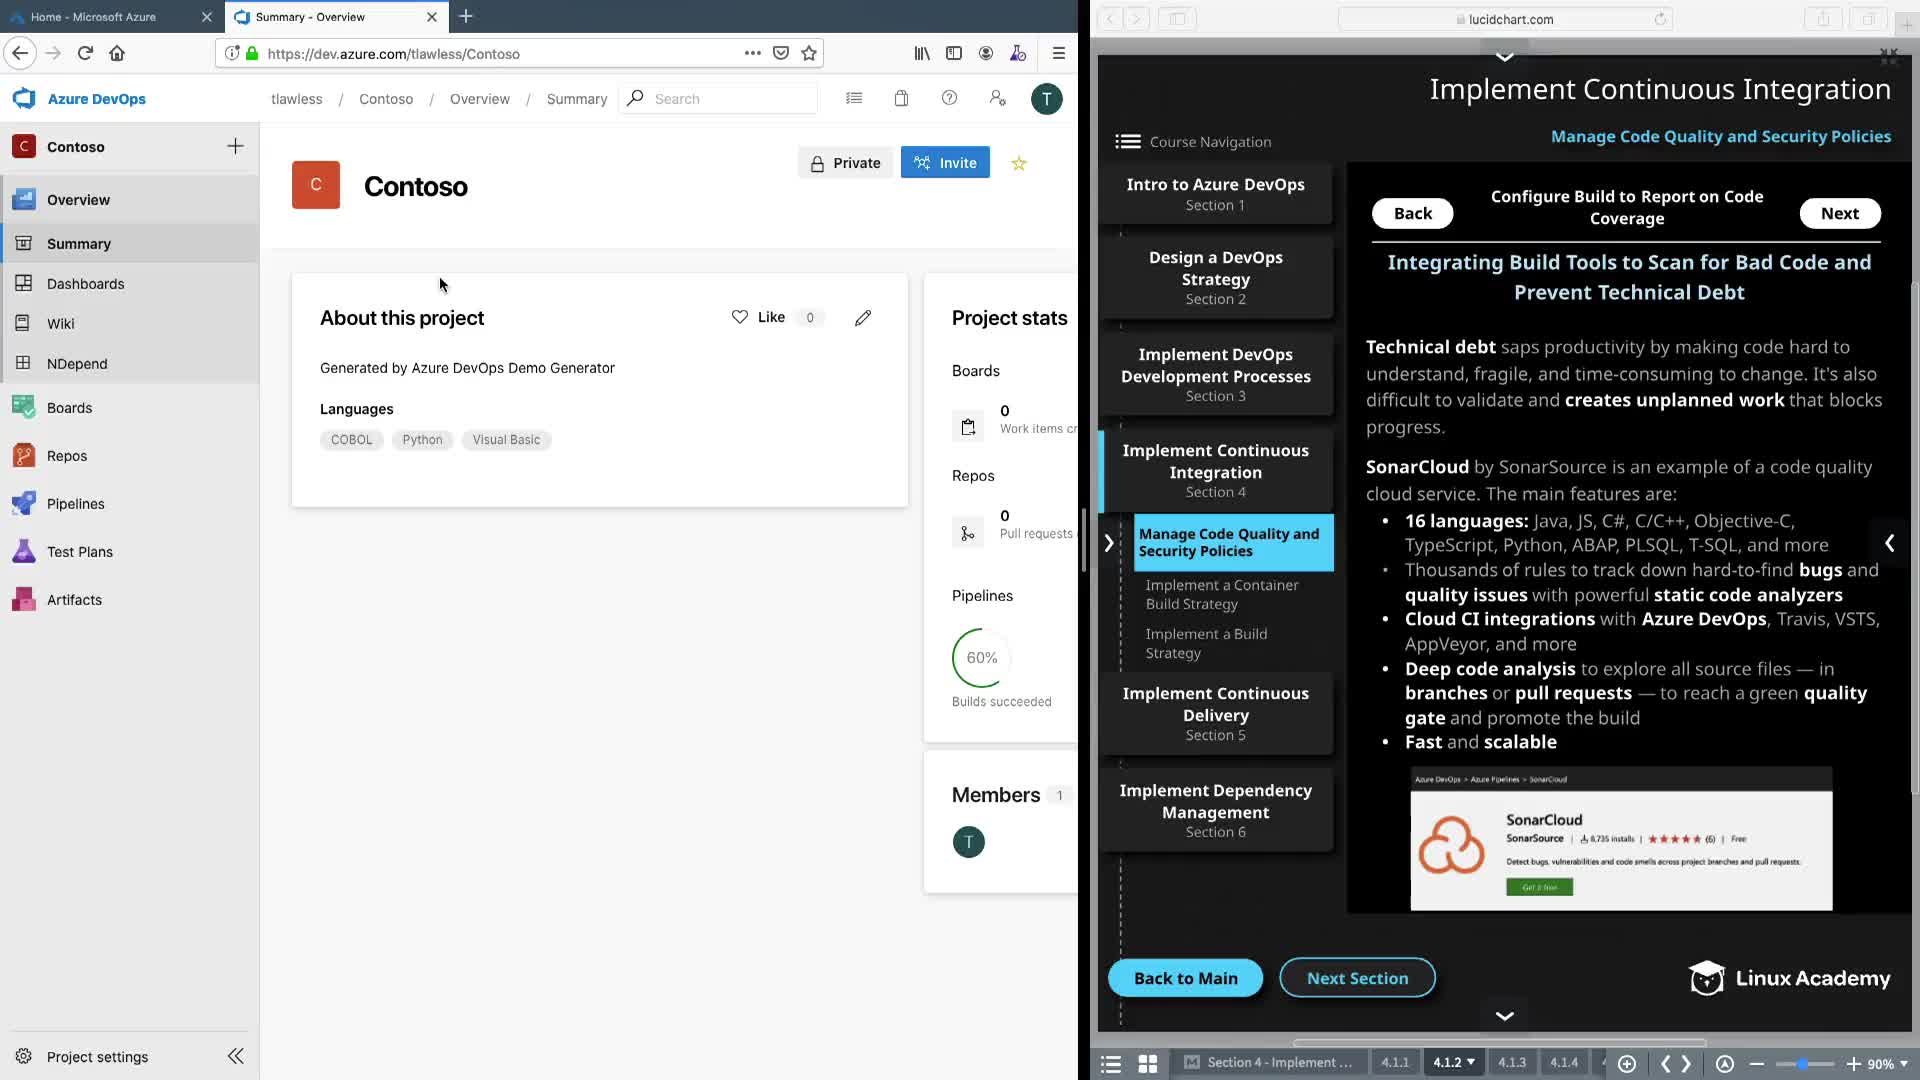 Home - Microsoft Azure
Summary - Overview
https://dev.azure.com/tlawless/Contoso
Azure DevOps
tlawless / Contoso / Overview / Summary
Search
T
C
Contoso
Overview
Summary
Dashboards
Wiki
NDepend
Boards
Repos
Pipelines
Test Plans
Artifacts
Project settings
C
Contoso
Private
Invite
About this project
Like 0
Generated by Azure DevOps Demo Generator
Languages
COBOL
Python
Visual Basic
Project stats
Boards
0
Work items cr
Repos
0
Pull requests
Pipelines
60%
Builds succeeded
Members 1
T
lucidchart.com
Implement Continuous Integration
Manage Code Quality and Security Policies
Course Navigation
Intro to Azure DevOps
Section 1
Design a DevOps
Strategy
Section 2
Implement DevOps
Development Processes
Section 3
Implement Continuous
Integration
Section 4
Manage Code Quality and
Security Policies
Implement a Container
Build Strategy
Implement a Build
Strategy
Implement Continuous
Delivery
Section 5
Implement Dependency
Management
Section 6
Back
Configure Build to Report on Code
Coverage
Next
Integrating Build Tools to Scan for Bad Code and
Prevent Technical Debt
Technical debt saps productivity by making code hard to
understand, fragile, and time-consuming to change. It's also
difficult to validate and creates unplanned work that blocks
progress.
SonarCloud by SonarSource is an example of a code quality
cloud service. The main features are:
• 16 languages: Java, JS, C#, C/C++, Objective-C,
TypeScript, Python, ABAP, PLSQL, T-SQL, and more
• Thousands of rules to track down hard-to-find bugs and
quality issues with powerful static code analyzers
• Cloud CI integrations with Azure DevOps, Travis, VSTS,
AppVeyor, and more
• Deep code analysis to explore all source files — in
branches or pull requests — to reach a green quality
gate and promote the build
• Fast and scalable
Azure DevOps > Azure Pipelines > SonarCloud
SonarCloud
SonarSource | 8,735 installs | ★★★★★ (6) | Free
Detect bugs, vulnerabilities and code smells across project branches and pull requests.
Get it free
Back to Main
Next Section
Linux Academy
Section 4 - Implement ...
4.1.1
4.1.2
4.1.3
4.1.4
90%